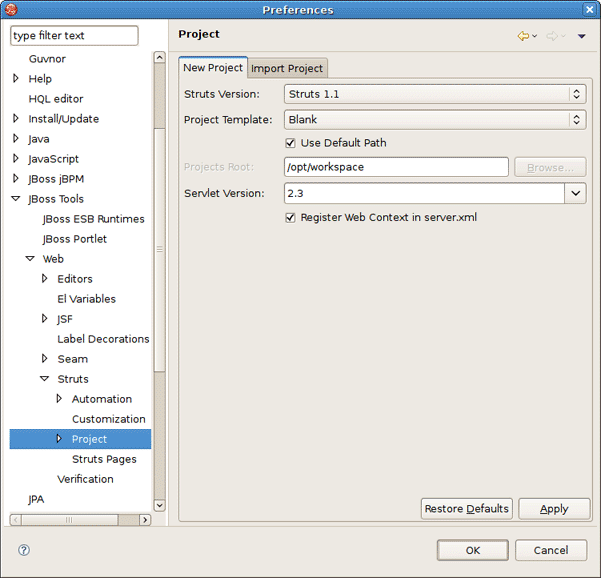 Preferences
type filter text
Guvnor
Help
HQL editor
Install/Update
Java
JavaScript
JBoss jBPM
JBoss Tools
JBoss ESB Runtimes
JBoss Portlet
Web
Editors
El Variables
JSF
Label Decorations
Seam
Struts
Automation
Customization
Project
Struts Pages
Verification
JPA
Project
New Project
Import Project
Struts Version: Struts 1.1
Project Template: Blank
Use Default Path
Projects Root: /opt/workspace Browse...
Servlet Version: 2.3
Register Web Context in server.xml
Restore Defaults Apply
? OK Cancel